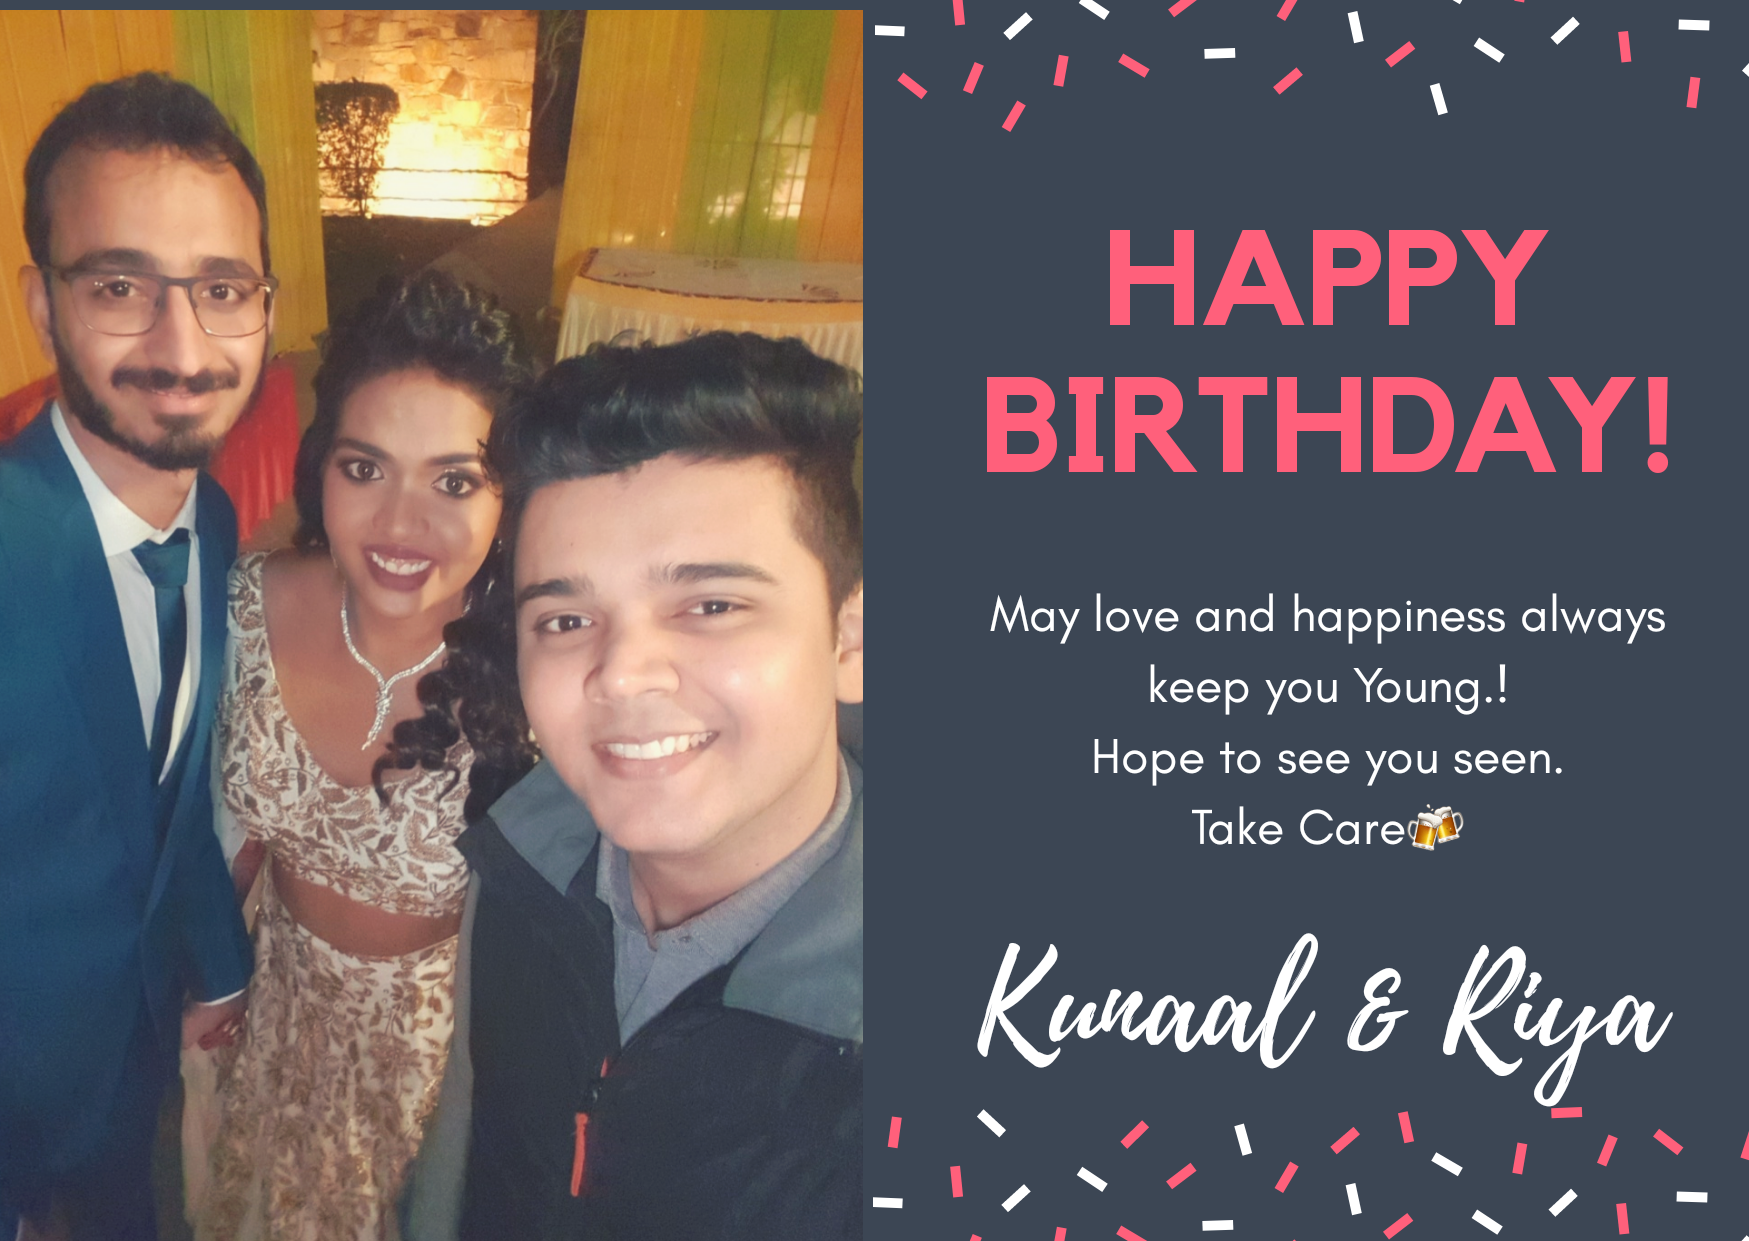 HAPPY
BIRTHDAY!
May love and happiness always
keep you Young.!
Hope to see you seen.
Take Care🍻
Kunaal & Riya